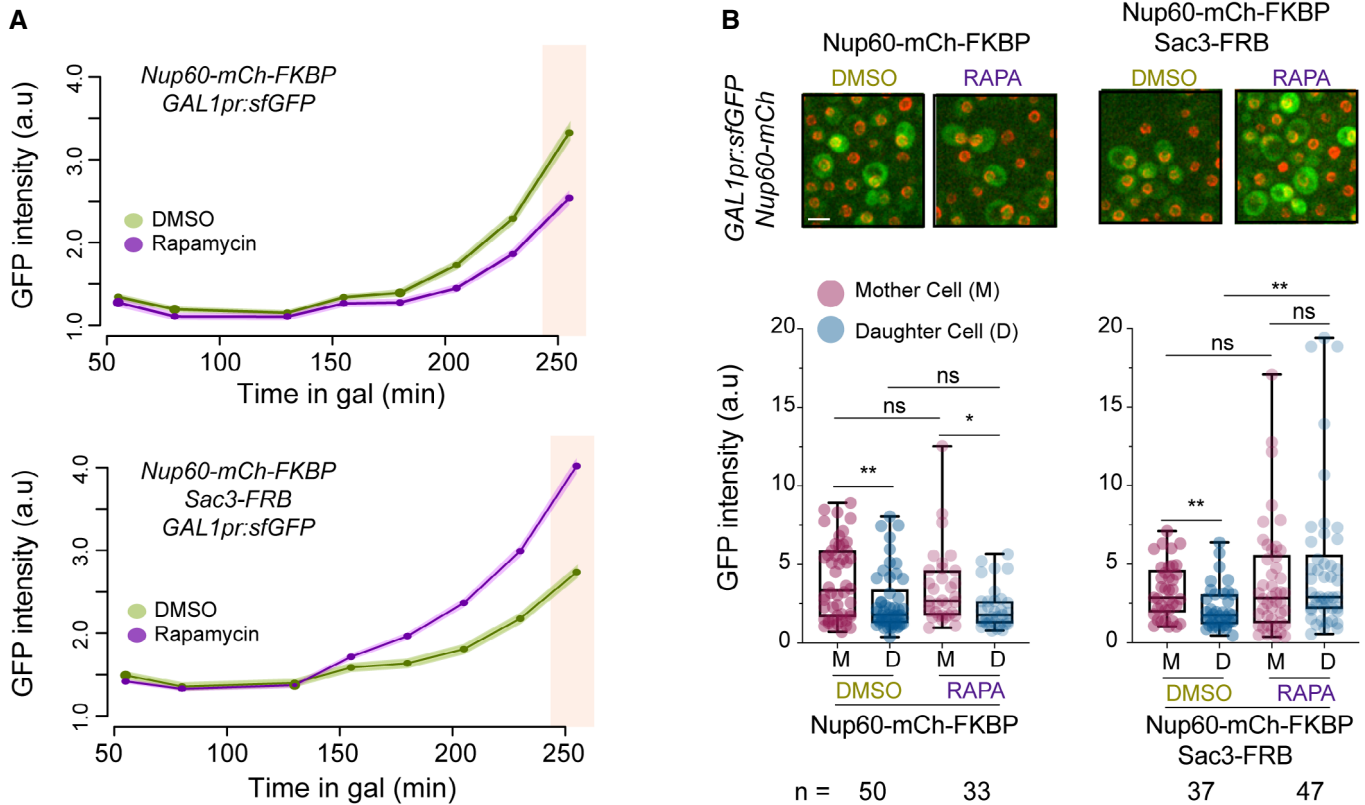 A
Nup60-mCh-FKBP
GAL1pr:sfGFP
GFP intensity (a.u)
4.0
3.0
2.0
1.0
DMSO
Rapamycin
50
100
150
200
250
Time in gal (min)
Nup60-mCh-FKBP
Sac3-FRB
GAL1pr:sfGFP
GFP intensity (a.u)
4.0
3.0
2.0
1.0
DMSO
Rapamycin
50
100
150
200
250
Time in gal (min)
B
Nup60-mCh-FKBP
Nup60-mCh-FKBP
Sac3-FRB
DMSO
RAPA
DMSO
RAPA
GAL1pr:sfGFP
Nup60-mCh
Mother Cell (M)
Daughter Cell (D)
GFP intensity (a.u)
20
15
10
5
0
ns
ns
*
**
M
D
M
D
DMSO
RAPA
Nup60-mCh-FKBP
20
15
10
5
0
**
ns
ns
**
M
D
M
D
DMSO
RAPA
Nup60-mCh-FKBP
Sac3-FRB
n = 50 33 37 47